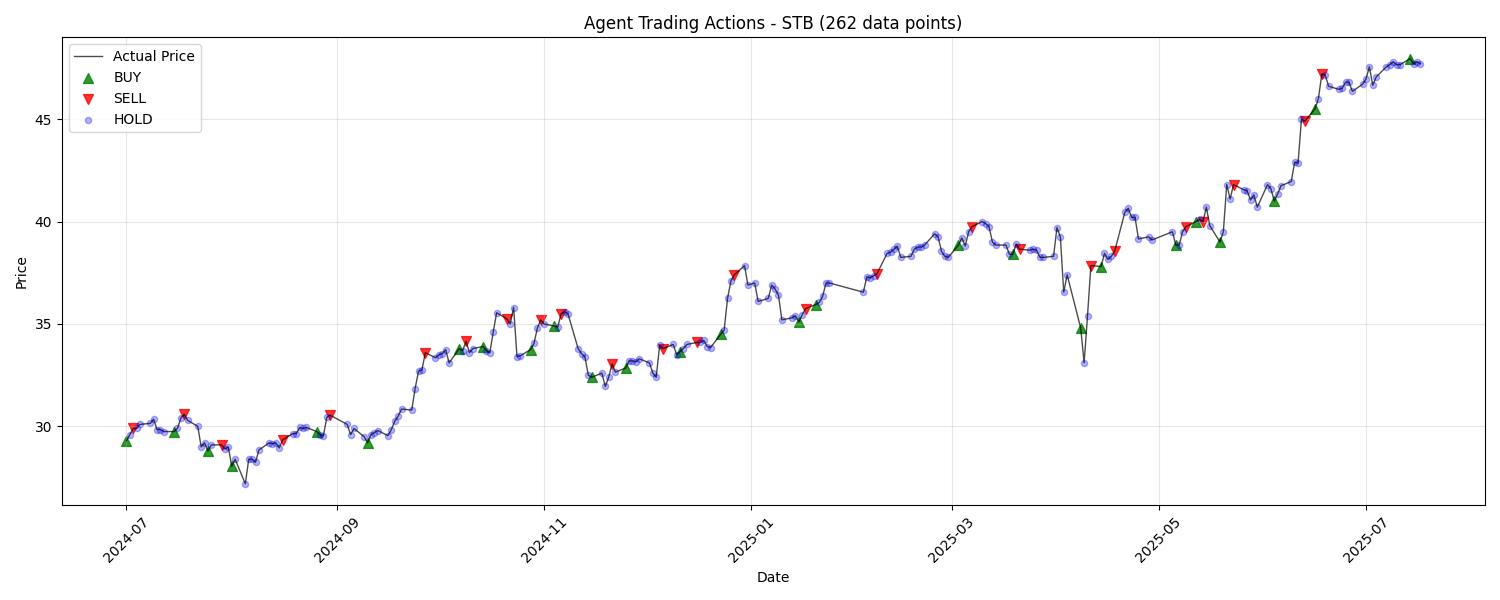 Agent Trading Actions - STB (262 data points)
Actual Price
BUY
SELL
HOLD
Price
45
40
35
30
2024-07
2024-09
2024-11
2025-01
2025-03
2025-05
2025-07
Date